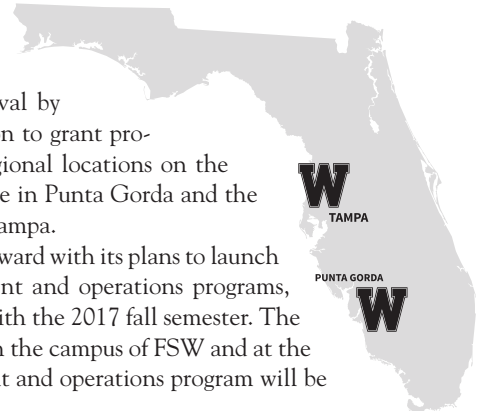 val by
on to grant pro-
gional locations on the
e in Punta Gorda and the
ampa.
ward with its plans to launch
nt and operations programs,
ith the 2017 fall semester. The
n the campus of FSW and at the
t and operations program will be
W
TAMPA
PUNTA GORDA
W